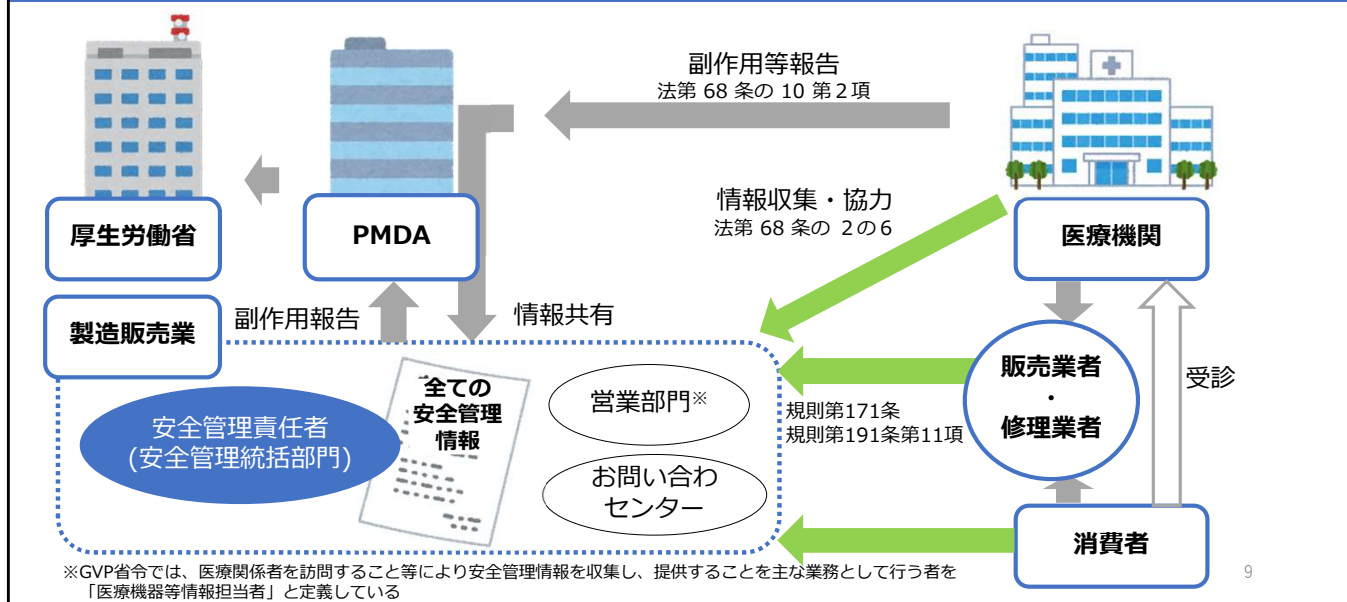 副作用等報告
法第 68 条の 10 第２項
情報収集・協力
法第 68 条の ２の６
厚生労働省
PMDA
医療機関
製造販売業
副作用報告
情報共有
全ての
安全管理
情報
安全管理責任者
(安全管理統括部門)
営業部門※
お問い合わ
センター
規則第171条
規則第191条第11項
販売業者
・
修理業者
受診
消費者
※GVP省令では、医療関係者を訪問すること等により安全管理情報を収集し、提供することを主な業務として行う者を
「医療機器等情報担当者」と定義している
9